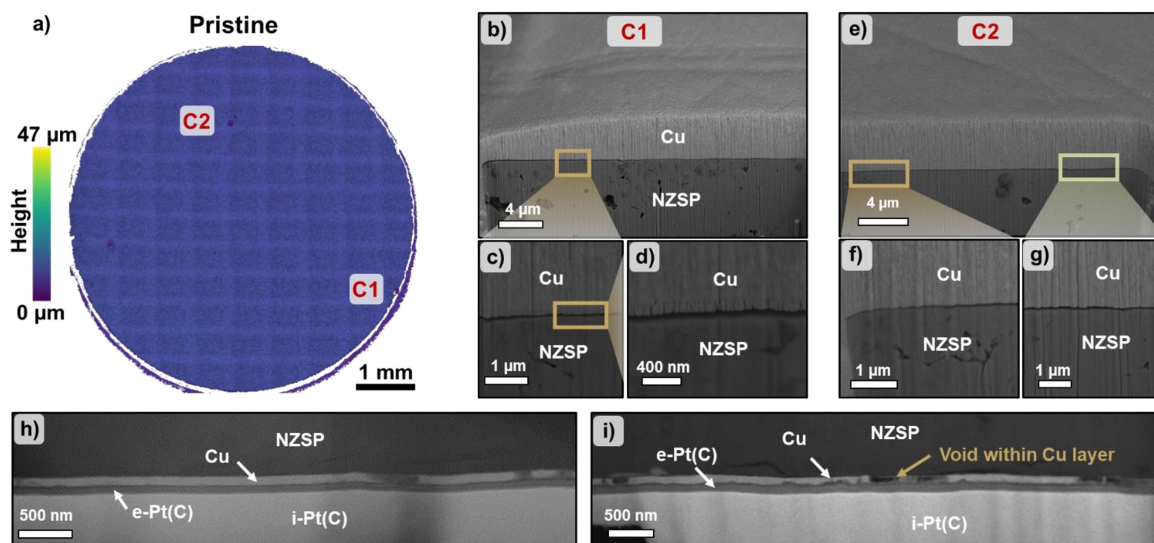 a)
Pristine
C2
C1
47 μm
Height
0 μm
1 mm
b)
C1
Cu
NZSP
4 μm
c)
Cu
NZSP
1 μm
d)
Cu
NZSP
400 nm
e)
C2
Cu
NZSP
4 μm
f)
Cu
NZSP
g)
Cu
NZSP
1 μm
h)
NZSP
Cu
e-Pt(C)
i-Pt(C)
500 nm
i)
NZSP
Cu
e-Pt(C)
Void within Cu layer
i-Pt(C)
500 nm